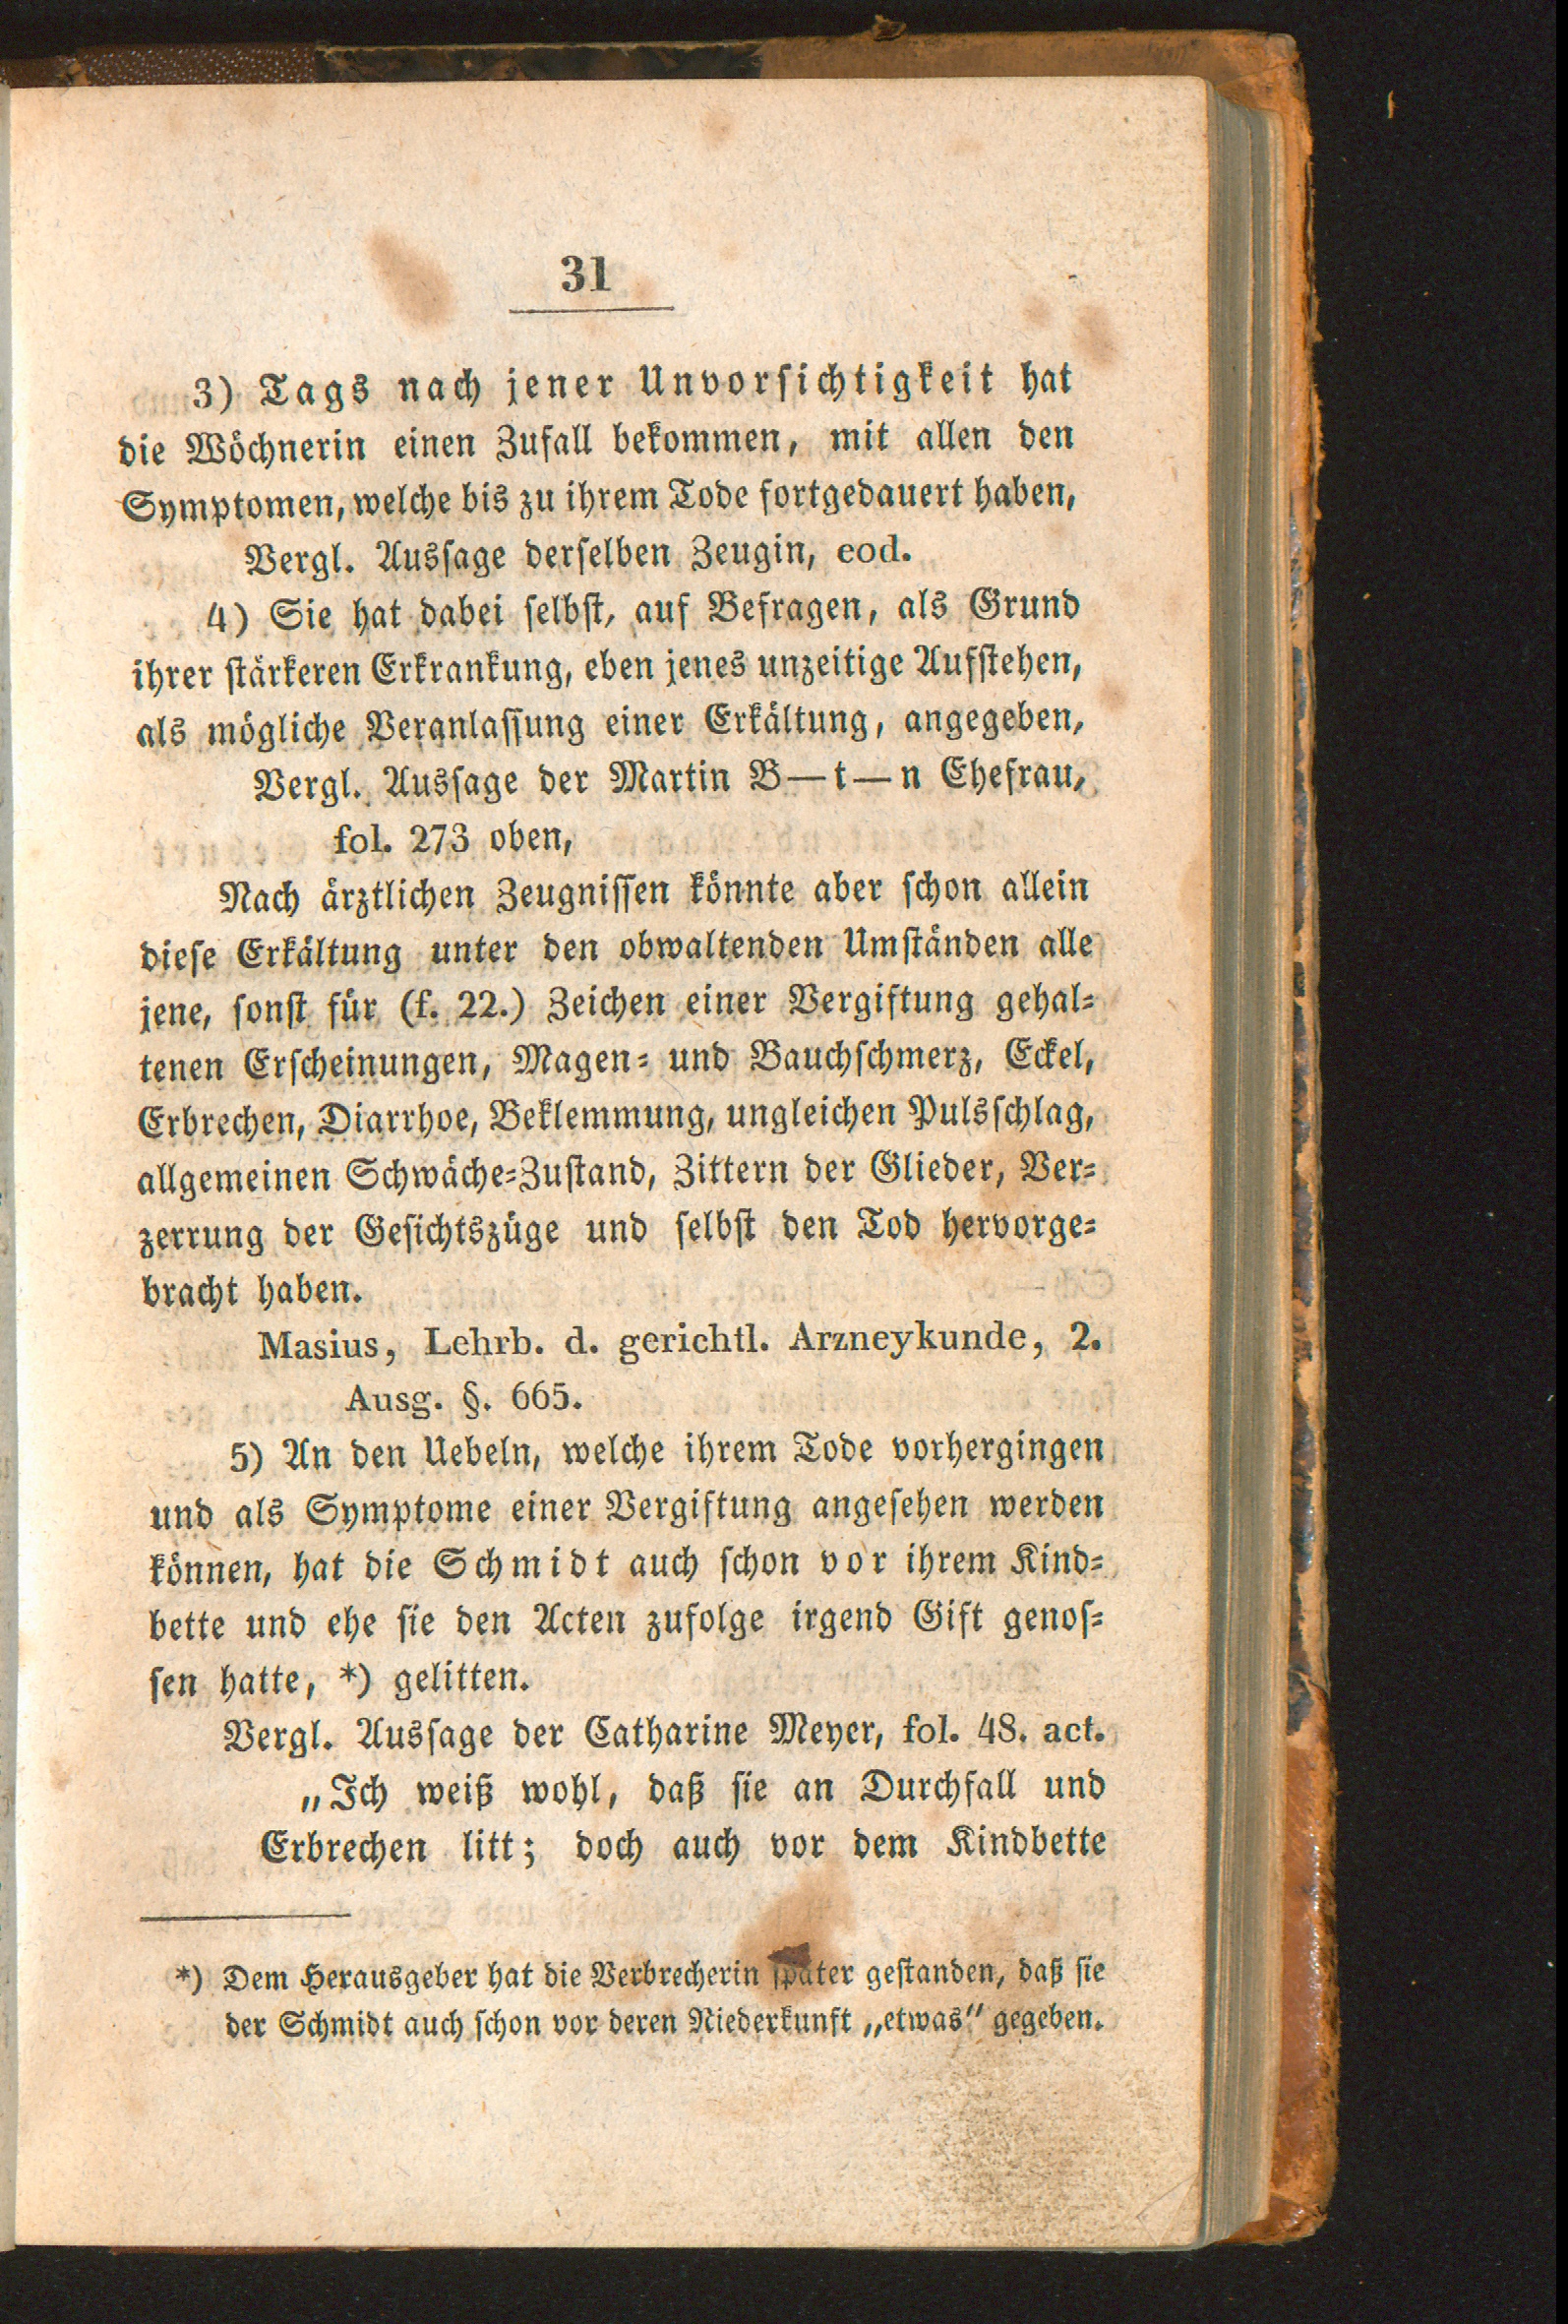 31
3) Tags nach jener Unvorsichtigkeit hat
die Wöchnerin einen Zufall bekommen, mit allen den
Symptomen, welche bis zu ihrem Tode fortgedauert haben,
Vergl. Aussage derselben Zeugin, eod.
4) Sie hat dabei selbst, auf Befragen, als Grund
ihrer stärkeren Erkrankung, eben jenes unzeitige Aufstehen,
als mögliche Veranlassung einer Erkältung, angegeben,
Vergl. Aussage der Martin B—t—n Ehefrau,
fol. 273 oben,
Nach ärztlichen Zeugnissen könnte aber schon allein
diese Erkältung unter den obwaltenden Umständen alle
jene, sonst für (f. 22.) Zeichen einer Vergiftung gehal-
tenen Erscheinungen, Magen- und Bauchschmerz, Eckel,
Erbrechen, Diarrhoe, Beklemmung, ungleichen Pulsschlag,
allgemeinen Schwäche-Zustand, Zittern der Glieder, Ver-
zerrung der Gesichtszüge und selbst den Tod hervorge-
bracht haben.
Masius, Lehrb. d. gerichtl. Arzneykunde, 2.
Ausg. §. 665.
5) An den Uebeln, welche ihrem Tode vorhergingen
und als Symptome einer Vergiftung angesehen werden
können, hat die Schmidt auch schon vor ihrem Kind-
bette und ehe sie den Acten zufolge irgend Gift genos-
sen hatte, *) gelitten.
Vergl. Aussage der Catharine Meyer, fol. 48. act.
„Ich weiß wohl, daß sie an Durchfall und
Erbrechen litt; doch auch vor dem Kindbette
*) Dem Herausgeber hat die Verbrecherin später gestanden, daß sie
der Schmidt auch schon vor deren Niederkunft „etwas“ gegeben.